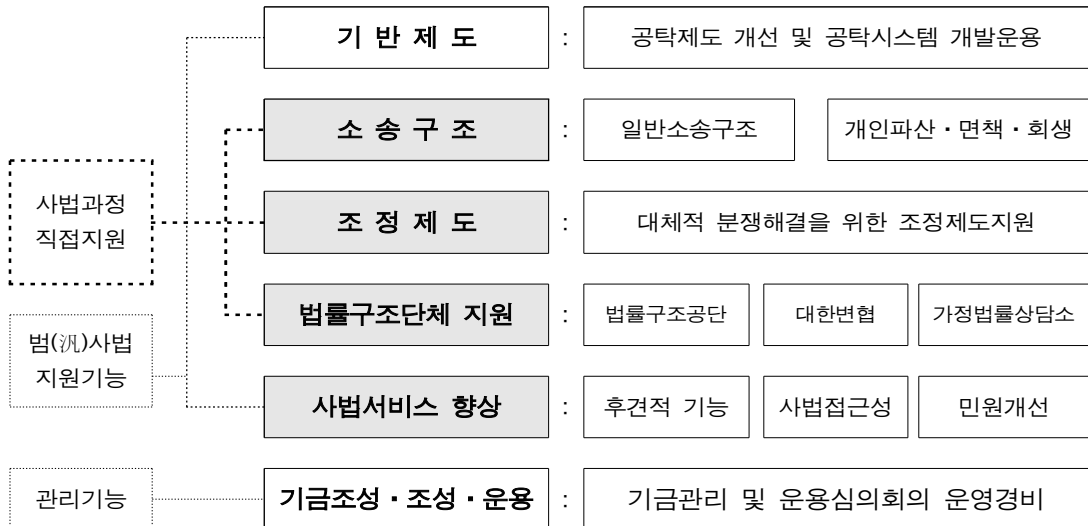 기 반 제 도 : 공탁제도 개선 및 공탁시스템 개발운용
소 송 구 조 : 일반소송구조 개인파산·면책·회생
사법과정
직접지원
조 정 제 도 : 대체적 분쟁해결을 위한 조정제도지원
법률구조단체 지원 : 법률구조공단 대한변협 가정법률상담소
범(汎)사법
지원기능
사법서비스 향상 : 후견적 기능 사법접근성 민원개선
관리기능 기금조성·조성·운용 : 기금관리 및 운용심의회의 운영경비